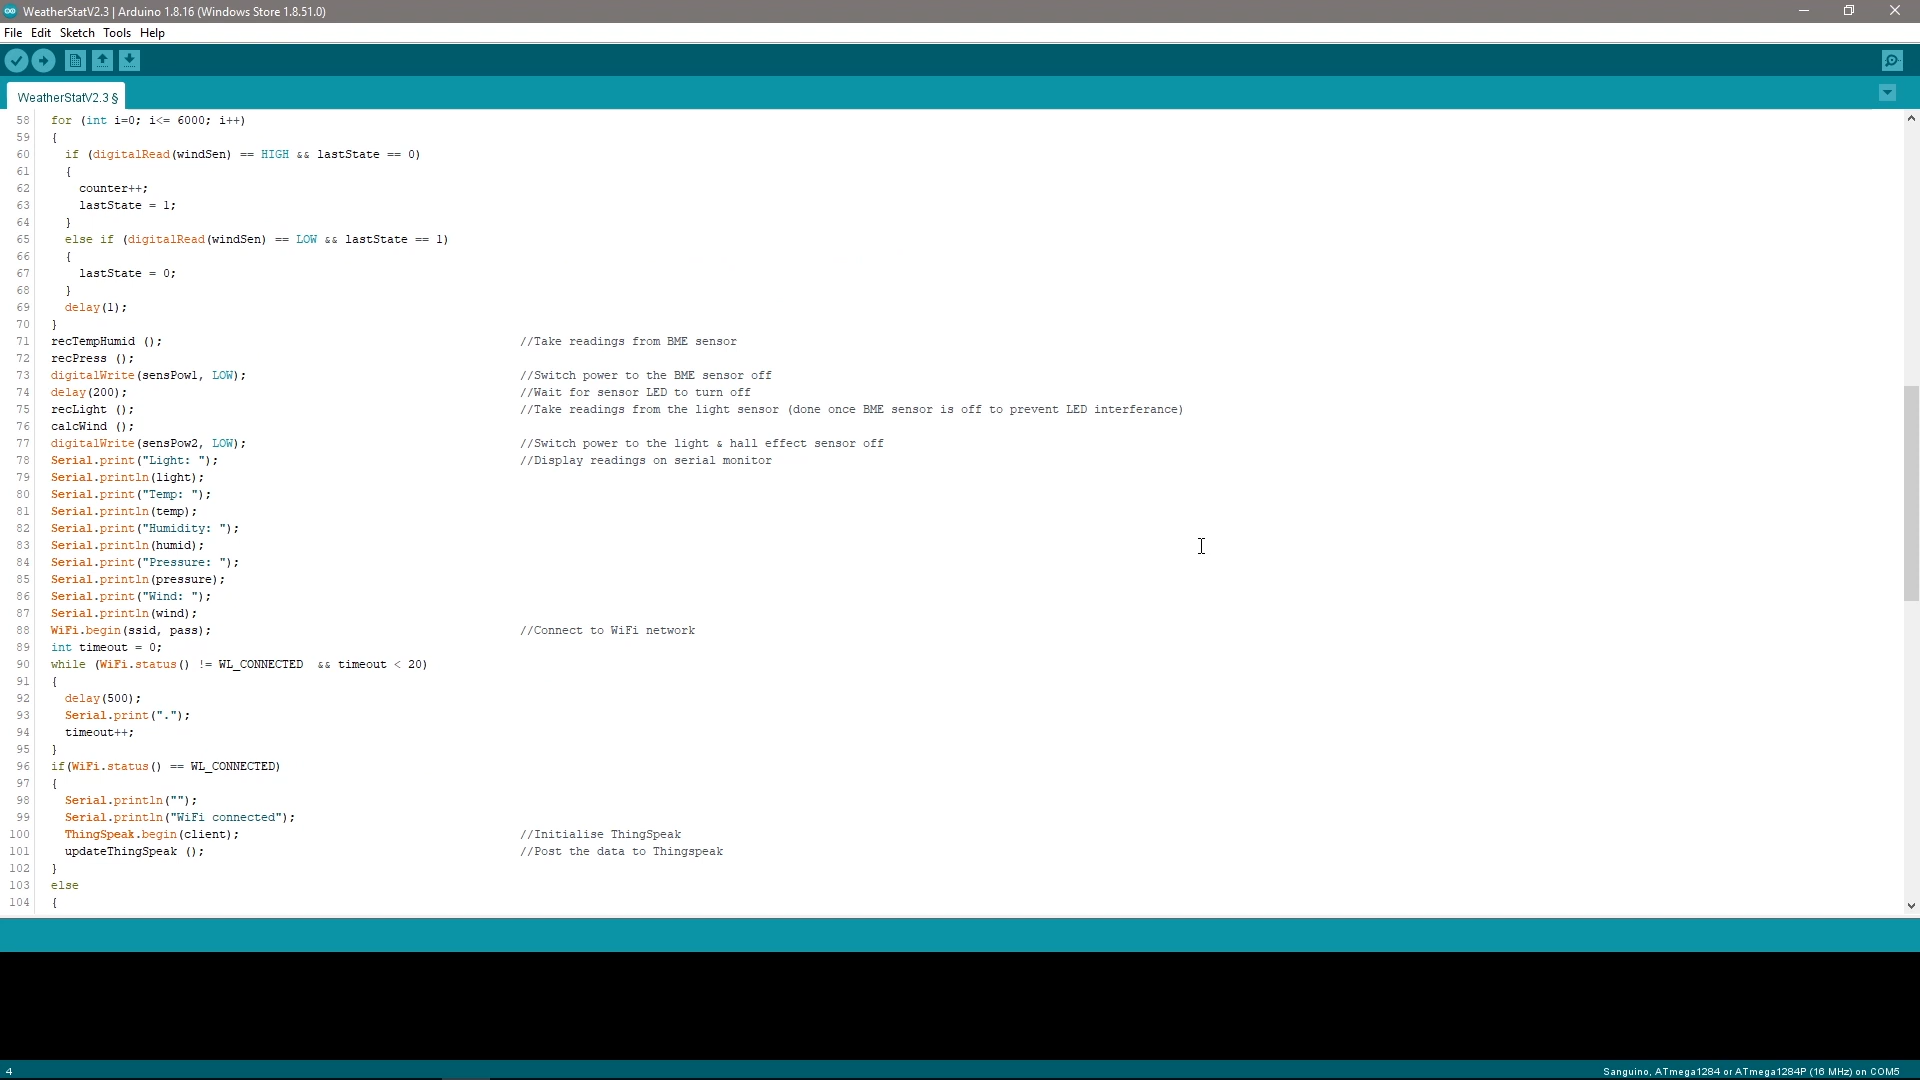 WeatherStatV2.3 | Arduino 1.8.16 (Windows Store 1.8.51.0)
File Edit Sketch Tools Help
WeatherStatV2.3 §
58 for (int i=0; i<= 6000; i++)
59 {
60 if (digitalRead(windSen) == HIGH && lastState == 0)
61 {
62 counter++;
63 lastState = 1;
64 }
65 else if (digitalRead(windSen) == LOW && lastState == 1)
66 {
67 lastState = 0;
68 }
69 delay(1);
70 }
71 recTempHumid (); //Take readings from BME sensor
72 recPress ();
73 digitalWrite(sensPow1, LOW); //Switch power to the BME sensor off
74 delay(200); //Wait for sensor LED to turn off
75 recLight (); //Take readings from the light sensor (done once BME sensor is off to prevent LED interferance)
76 calcWind ();
77 digitalWrite(sensPow2, LOW); //Switch power to the light & hall effect sensor off
78 Serial.print("Light: "); //Display readings on serial monitor
79 Serial.println(light);
80 Serial.print("Temp: ");
81 Serial.println(temp);
82 Serial.print("Humidity: ");
83 Serial.println(humid);
84 Serial.print("Pressure: ");
85 Serial.println(pressure);
86 Serial.print("Wind: ");
87 Serial.println(wind);
88 WiFi.begin(ssid, pass); //Connect to WiFi network
89 int timeout = 0;
90 while (WiFi.status() != WL_CONNECTED  && timeout < 20)
91 {
92 delay(500);
93 Serial.print(".");
94 timeout++;
95 }
96 if(WiFi.status() == WL_CONNECTED)
97 {
98 Serial.println("");
99 Serial.println("WiFi connected");
100 ThingSpeak.begin(client); //Initialise ThingSpeak
101 updateThingSpeak (); //Post the data to Thingspeak
102 }
103 else
104 {
4 Sanguino, ATmega1284 or ATmega1284P (16 MHz) on COM5